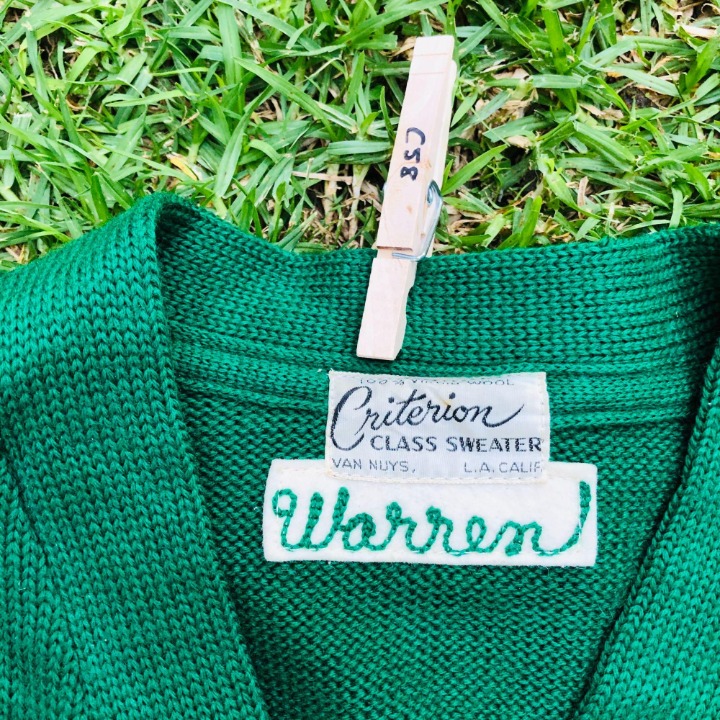 C58
100% VIRGIN WOOL
Criterion
CLASS SWEATER
VAN NUYS, L.A. CALIF.
Warren